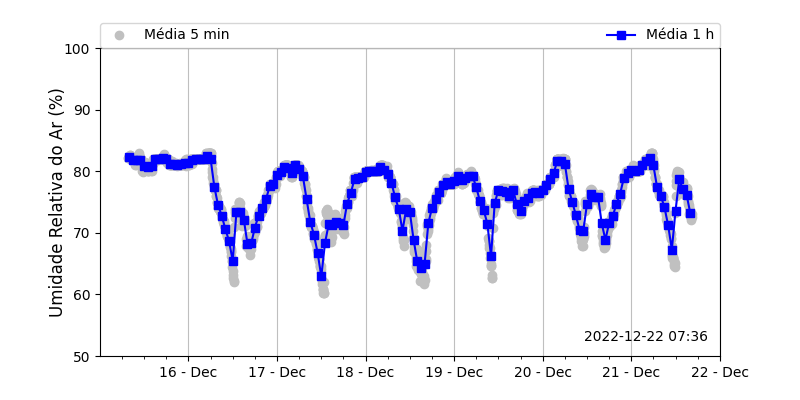 Média 5 min Média 1 h
100
90
80
70
60
50
Umidade Relativa do Ar (%)
2022-12-22 07:36
16 - Dec 17 - Dec 18 - Dec 19 - Dec 20 - Dec 21 - Dec 22 - Dec